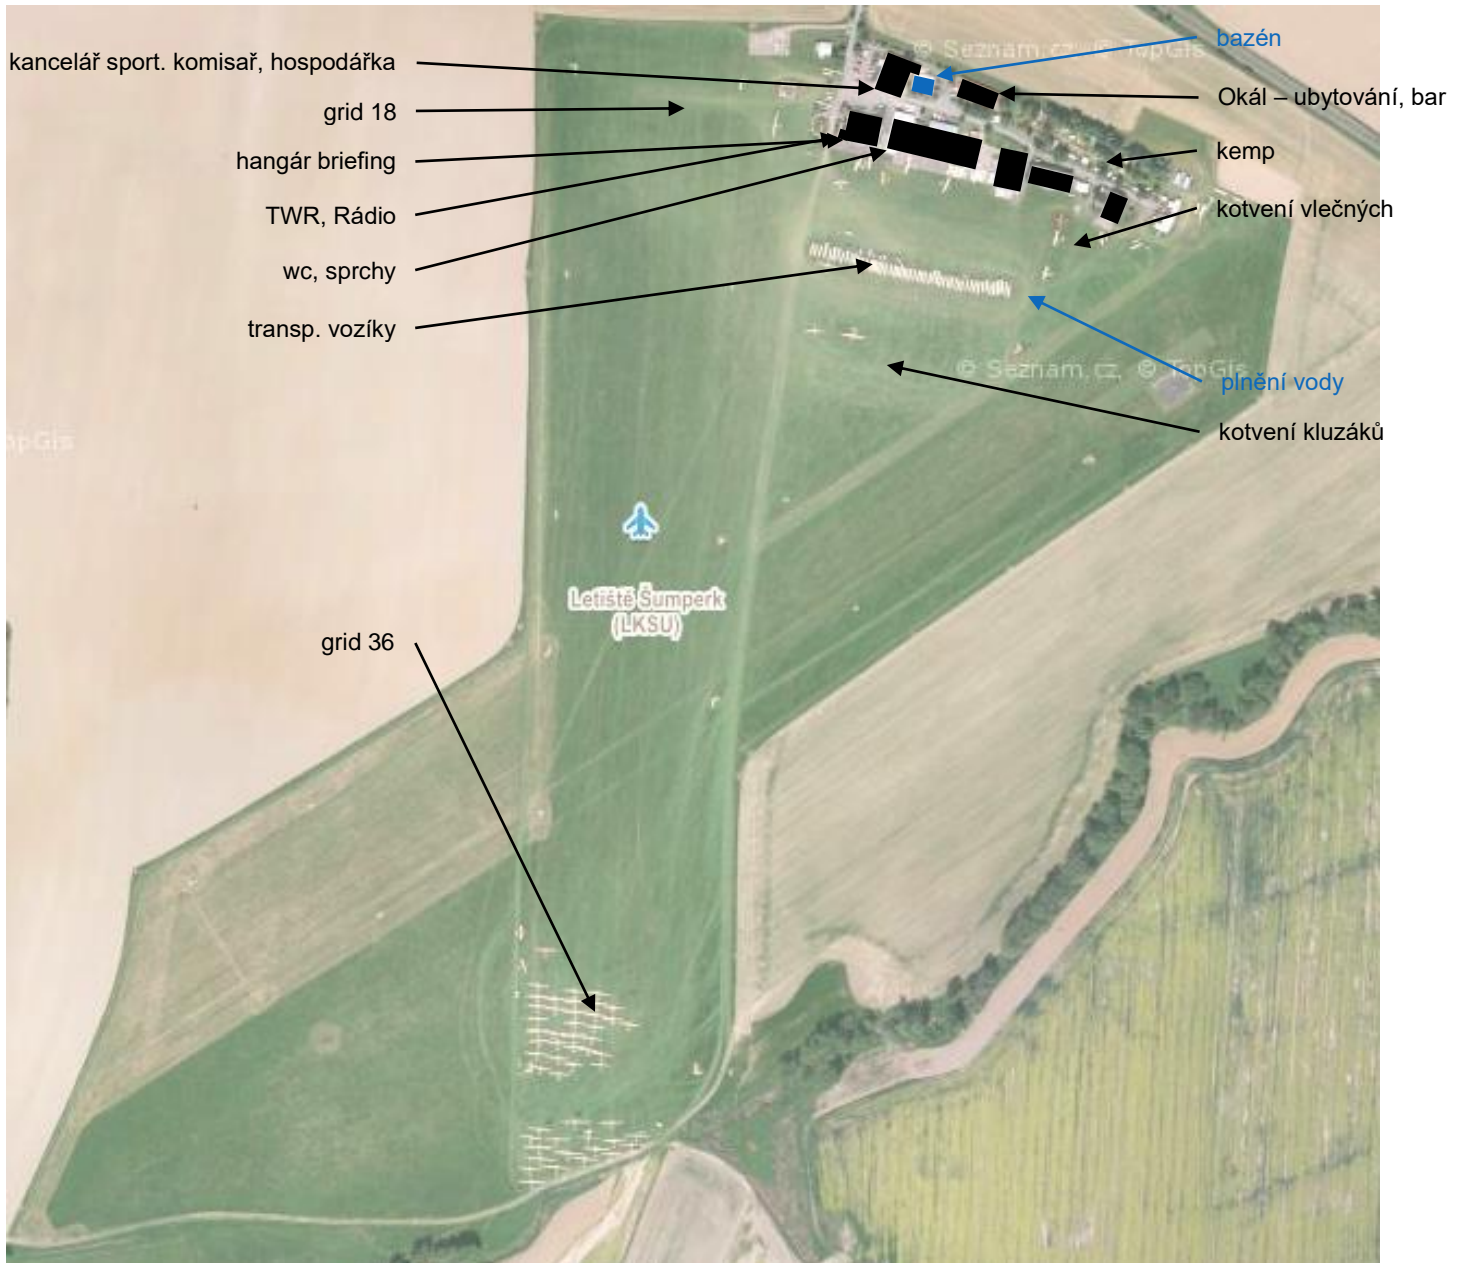 © Seznam.cz, © TopGis
bazén
kancelář sport. komisař, hospodářka
Okál – ubytování, bar
grid 18
hangár briefing
kemp
TWR, Rádio
kotvení vlečných
wc, sprchy
transp. vozíky
© Seznam.cz, © TopGis
plnění vody
kotvení kluzáků
TopGis
Letiště Šumperk
(LKSU)
grid 36